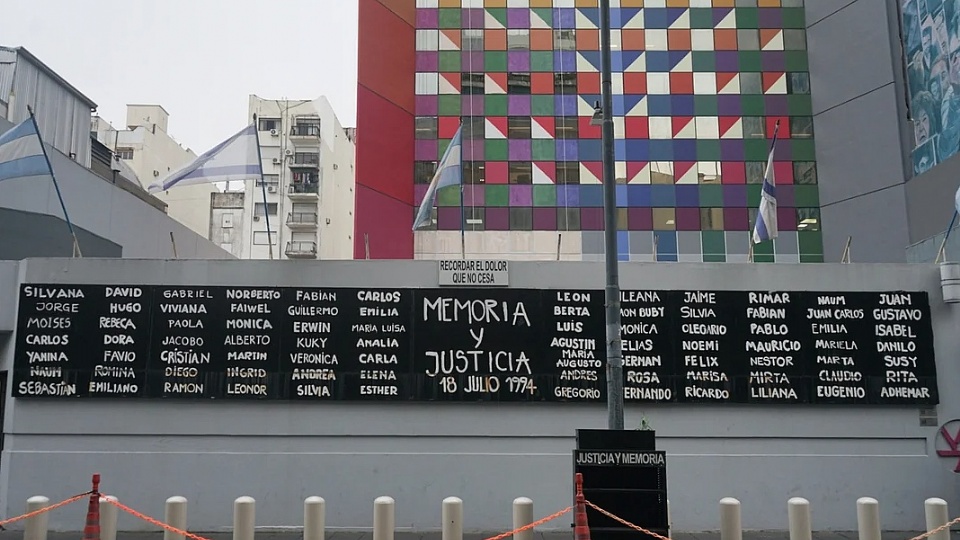 RECORDAR EL DOLOR
QUE NO CESA
SILVANA
JORGE
MOISES
CARLOS
YANINA
NAUM
SEBASTIAN
DAVID
HUGO
REBECA
DORA
FAVIO
ROMINA
EMILIANO
GABRIEL
VIVIANA
PAOLA
JACOBO
CRISTIAN
DIEGO
RAMON
NORBERTO
FAIWEL
MONICA
ALBERTO
MARTIN
INGRID
LEONOR
FABIAN
GUILLERMO
ERWIN
KUKY
VERONICA
ANDREA
SILVIA
CARLOS
EMILIA
MARIA LUISA
ANALIA
CARLA
ELENA
ESTHER
MEMORIA
Y
JUSTICIA
18 JULIO 1994
LEON
BERTA
LUIS
AGUSTIN
MARIA
AUGUSTO
ANDRES
GREGORIO
ILEANA
BUBY
ELIAS
GERMAN
ROSA
ERNANDO
JAIME
SILVIA
OLEGARIO
NOEMI
FELIX
MARISA
RICARDO
RIMAR
FABIAN
PABLO
MAURICIO
NESTOR
MIRTA
LILIANA
NAUM
JUAN CARLOS
EMILIA
MARIELA
MARTA
CLAUDIO
EUGENIO
JUAN
GUSTAVO
ISABEL
DANILO
SUSY
RITA
ADHEMAR
JUSTICIA Y MEMORIA